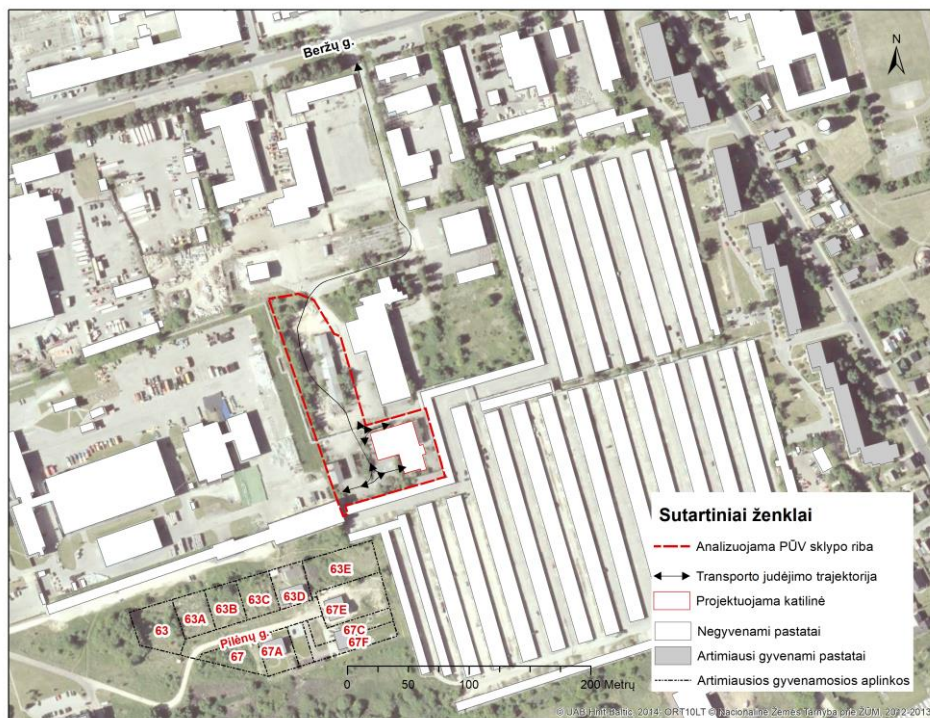 Beržų g.
N
63E
63D
63C
63B
63A
63
67E
67C
67F
Pilėnų g.
67
67A
0 50 100 200 Metrų
Sutartiniai ženklai
Analizuojama PŪV sklypo riba
Transporto judėjimo trajektorija
Projektuojama katilinė
Negyvenami pastatai
Artimiausi gyvenami pastatai
Artimiausios gyvenamosios aplinkos
© UAB Hnit-Baltic, 2014; ORT10LT © Nacionalinė Žemės Tarnyba prie ŽŪM, 2012-2013